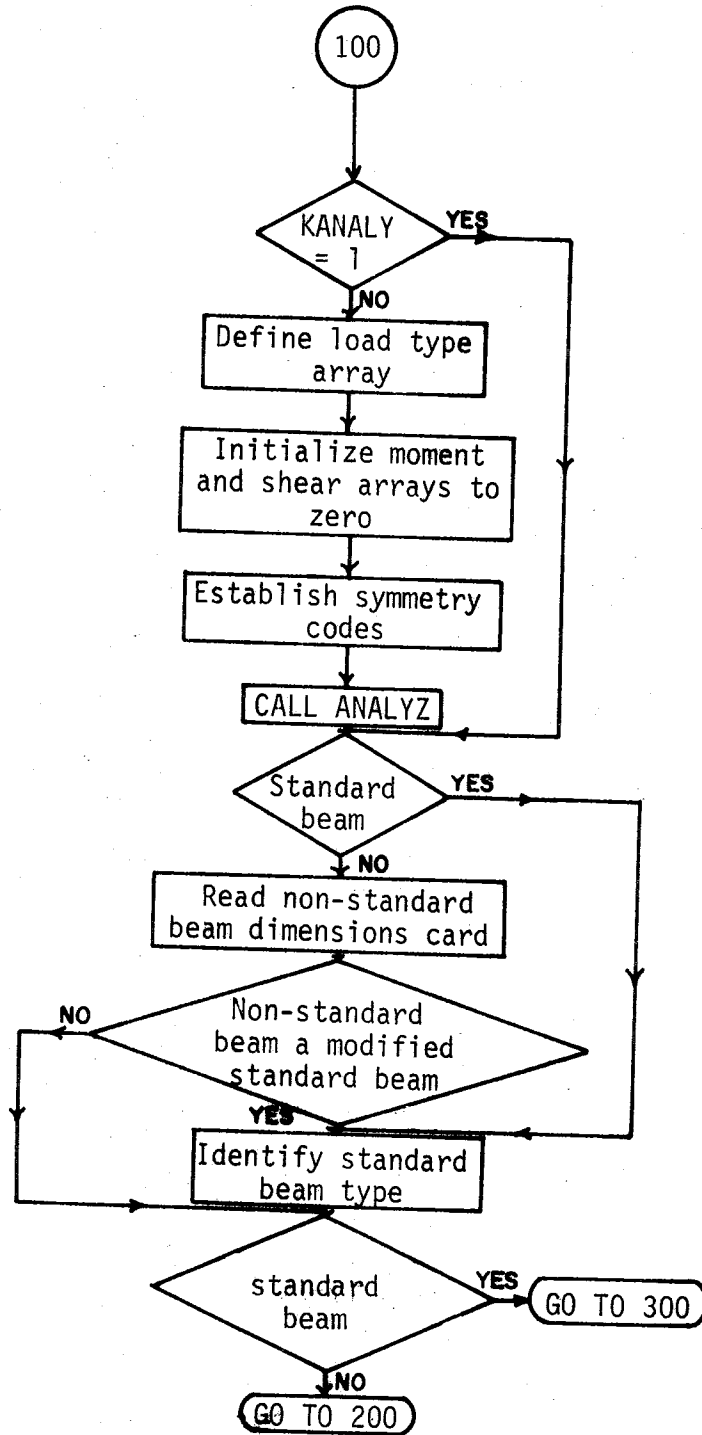 100
KANALY
= 1
YES
NO
Define load type
array
Initialize moment
and shear arrays to
zero
Establish symmetry
codes
CALL ANALYZ
Standard
beam
YES
NO
Read non-standard
beam dimensions card
NO
Non-standard
beam a modified
standard beam
YES
Identify standard
beam type
standard
beam
YES
GO TO 300
NO
GO TO 200